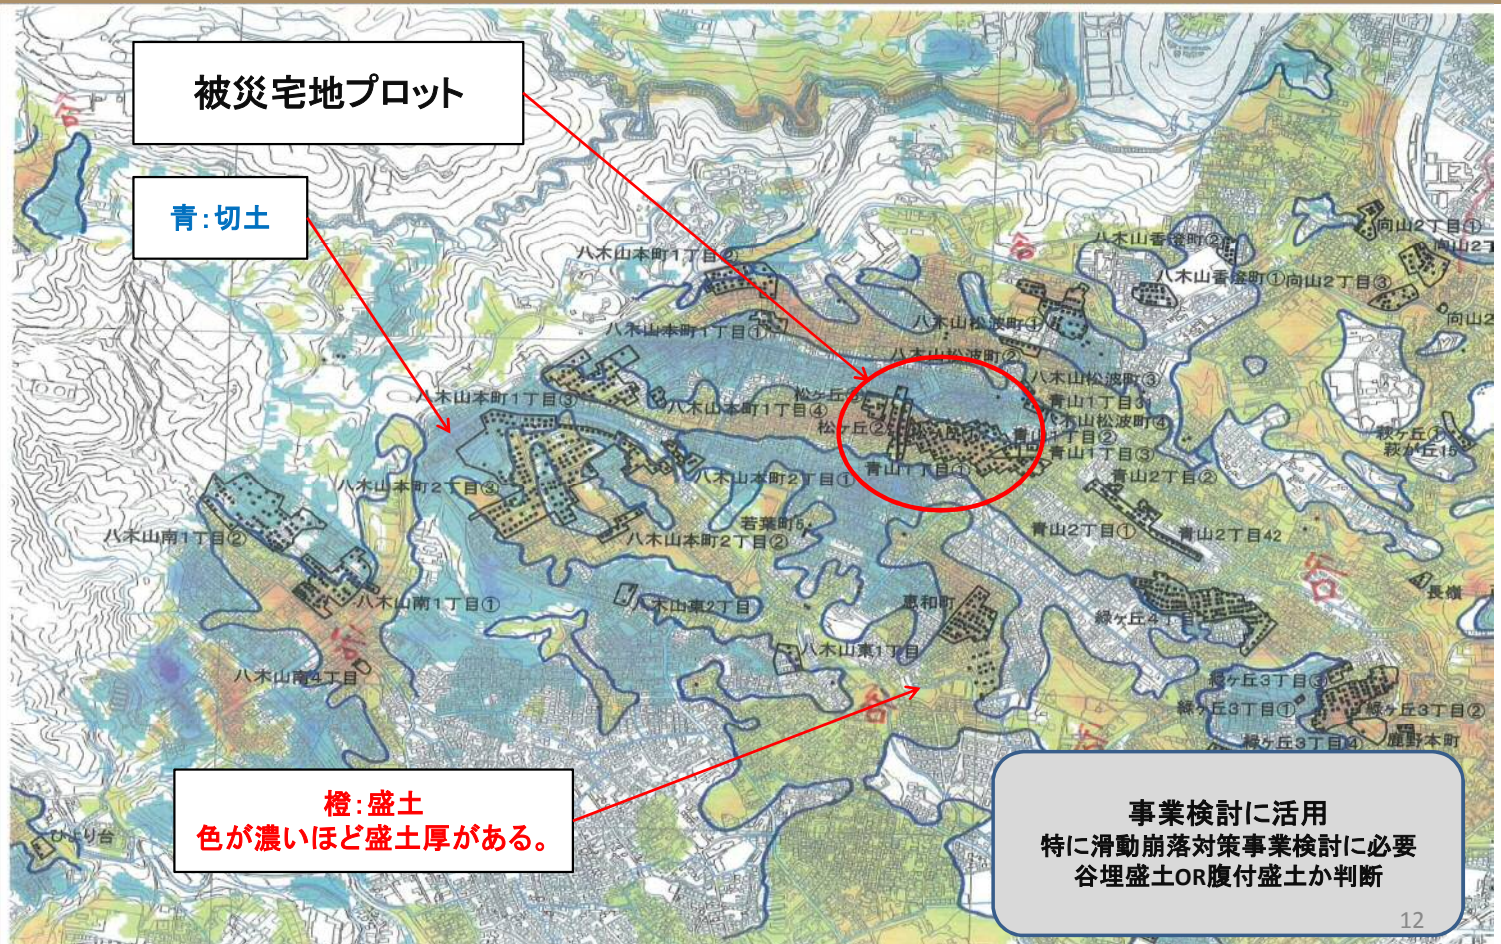 被災宅地プロット
青:切土
谷
八木山本町1丁目②
八木山香澄町②
向山2丁目①
八木山香澄町①
向山2丁目③
谷
八木山本町1丁目①
八木山松波町①
八木山松波町②
八木山本町1丁目③
八木山松波町③
八木山本町1丁目④
松ヶ丘②
八木山松波町④
青山1丁目②
青山1丁目③
青山1丁目①
八木山本町2丁目①
青山2丁目②
八木山本町2丁目③
若葉町5
八木山南1丁目②
八木山本町2丁目②
青山2丁目①
青山2丁目42
谷
長嶺
八木山南1丁目①
八木山東2丁目
恵和町
緑ヶ丘4丁目
谷
八木山南4丁目
八木山東1丁目
緑ヶ丘3丁目③
緑ヶ丘3丁目①
緑ヶ丘3丁目②
谷
緑ヶ丘3丁目④
鹿野本町
橙:盛土
色が濃いほど盛土厚がある。
ひより台
事業検討に活用
特に滑動崩落対策事業検討に必要
谷埋盛土OR腹付盛土か判断
12